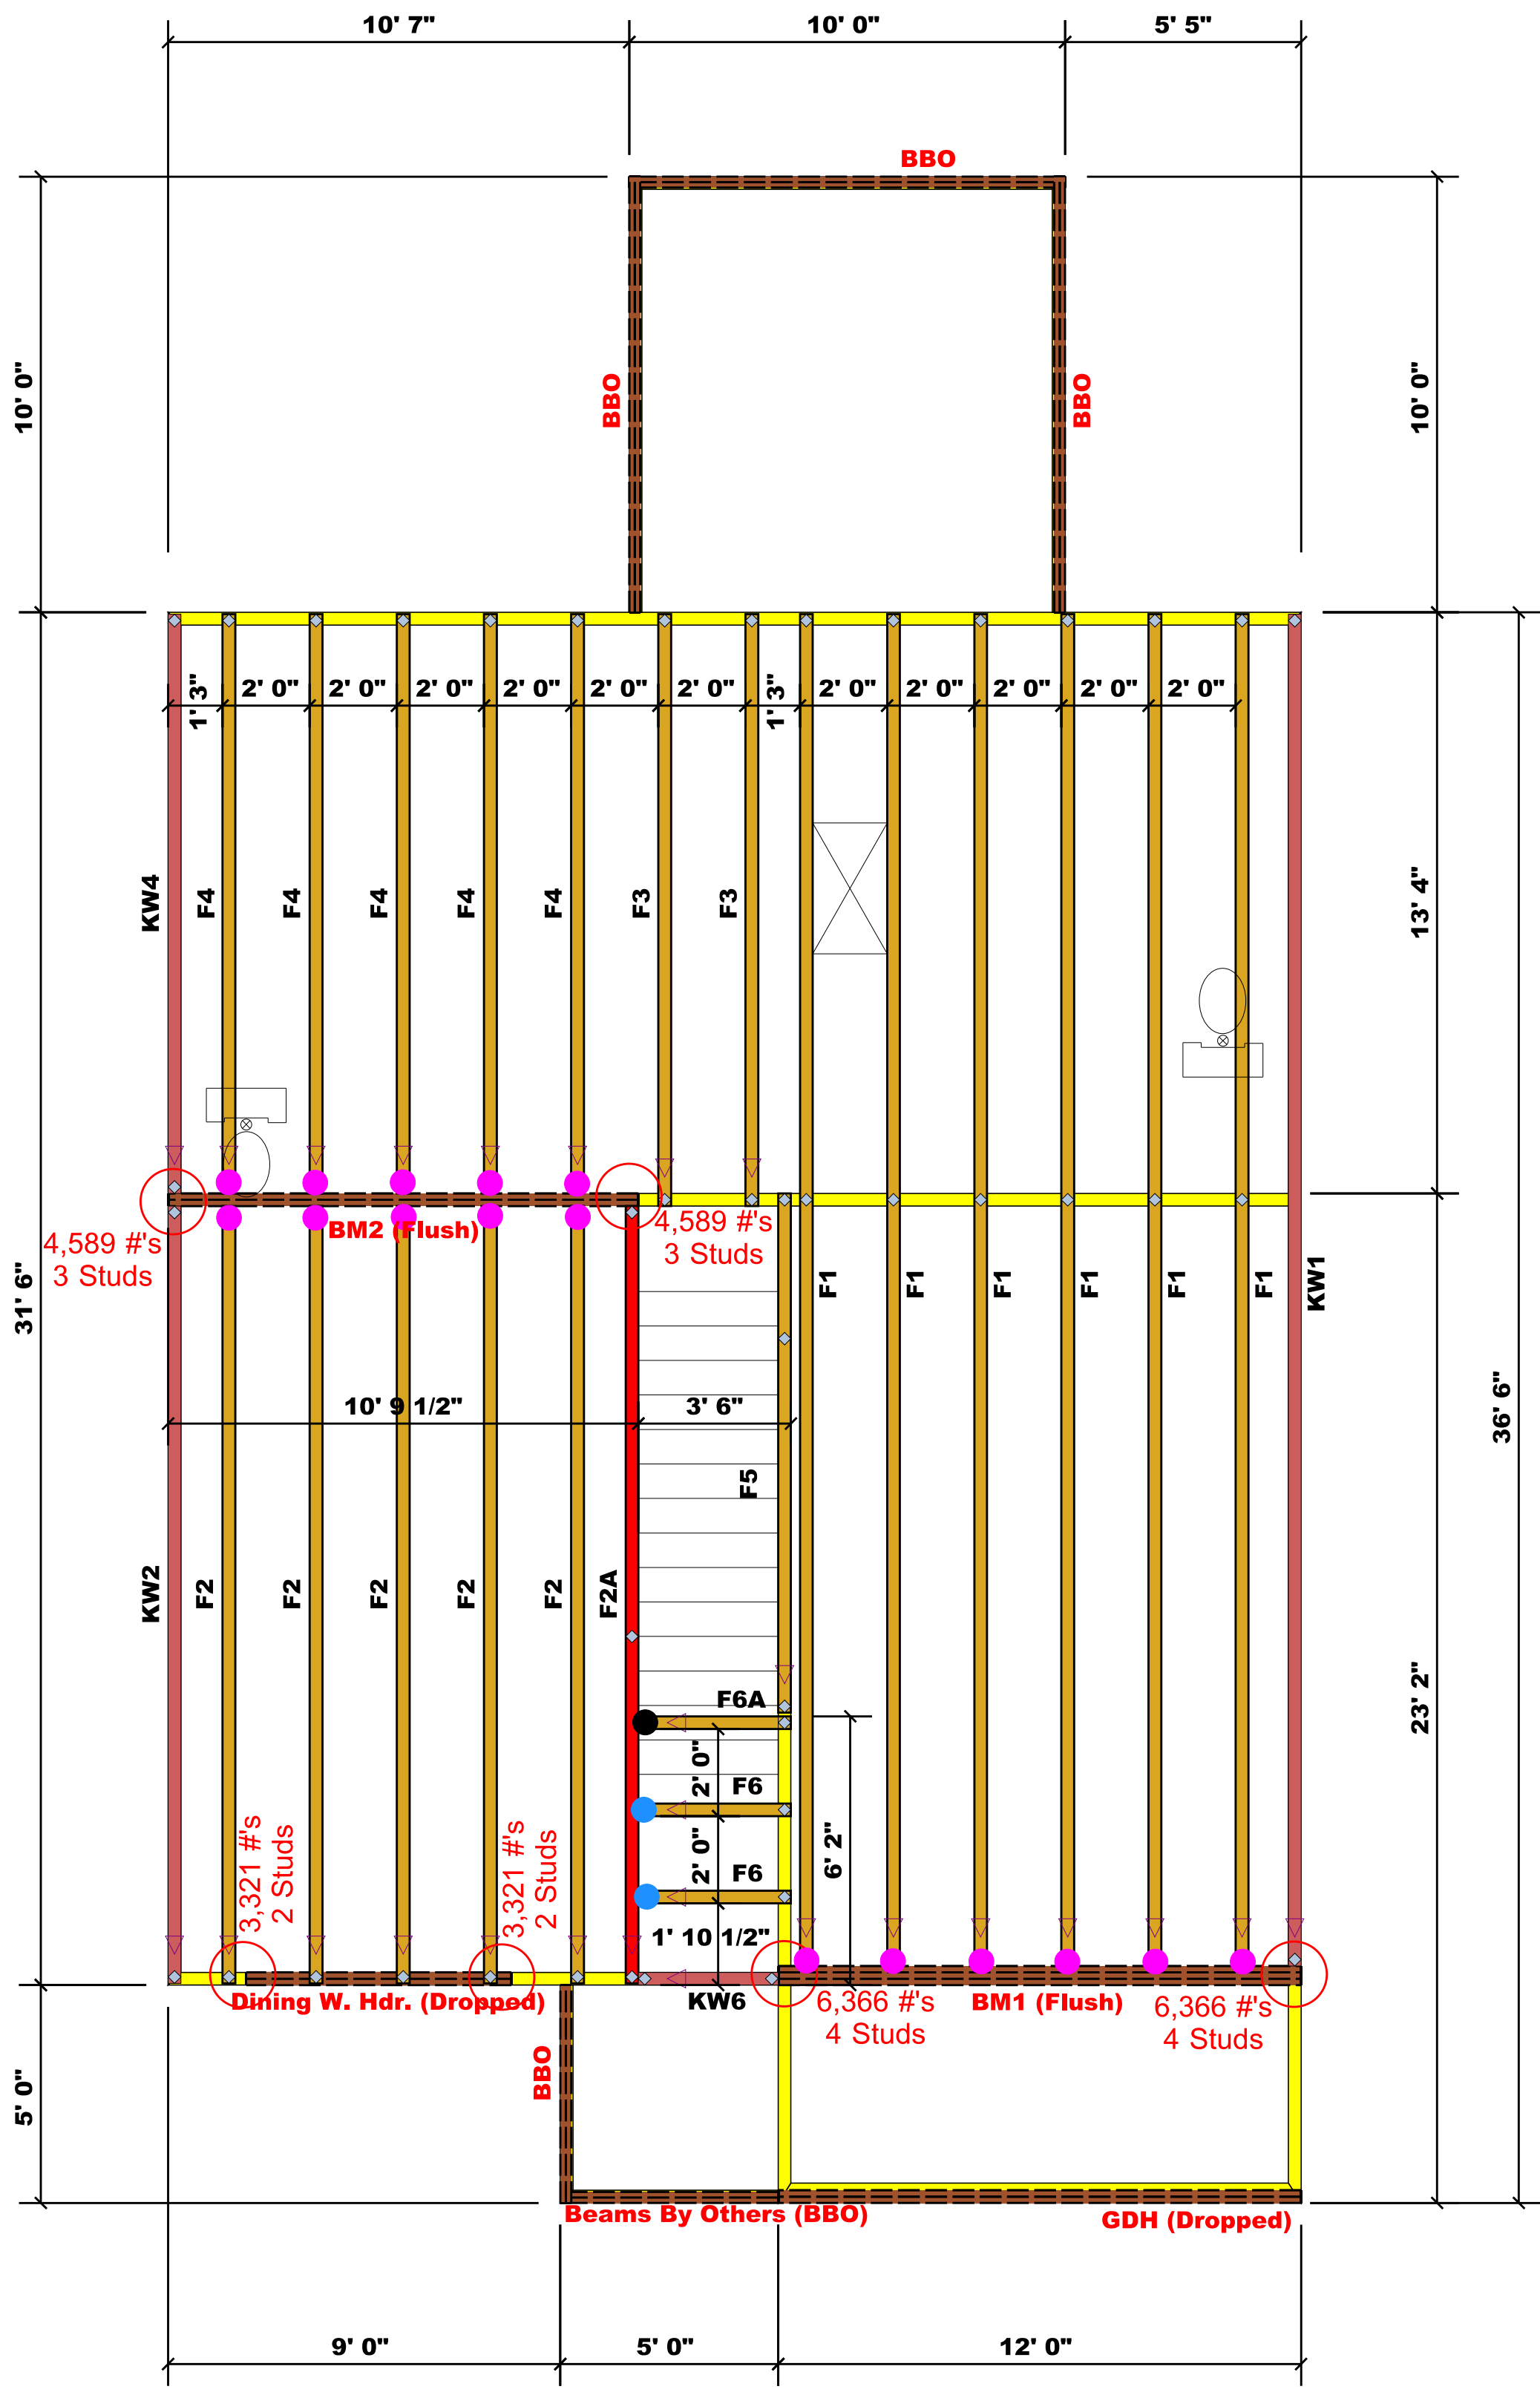 10' 7"
10' 0"
5' 5"
BBO
BBO
BBO
10' 0"
10' 0"
1' 3"
2' 0"
2' 0"
2' 0"
2' 0"
2' 0"
2' 0"
1' 3"
2' 0"
2' 0"
2' 0"
2' 0"
2' 0"
KW4
F4
F4
F4
F4
F4
F3
F3
13' 4"
BM2 (Flush)
4,589 #'s
3 Studs
4,589 #'s
3 Studs
F1
F1
F1
F1
F1
F1
KW1
31' 6"
36' 6"
10' 9 1/2"
3' 6"
F5
KW2
F2
F2
F2
F2
F2
F2A
F6A
2' 0"
F6
2' 0"
F6
6' 2"
23' 2"
1' 10 1/2"
3,321 #'s
2 Studs
3,321 #'s
2 Studs
Dining W. Hdr. (Dropped)
KW6
6,366 #'s
4 Studs
BM1 (Flush)
6,366 #'s
4 Studs
BBO
5' 0"
Beams By Others (BBO)
GDH (Dropped)
9' 0"
5' 0"
12' 0"